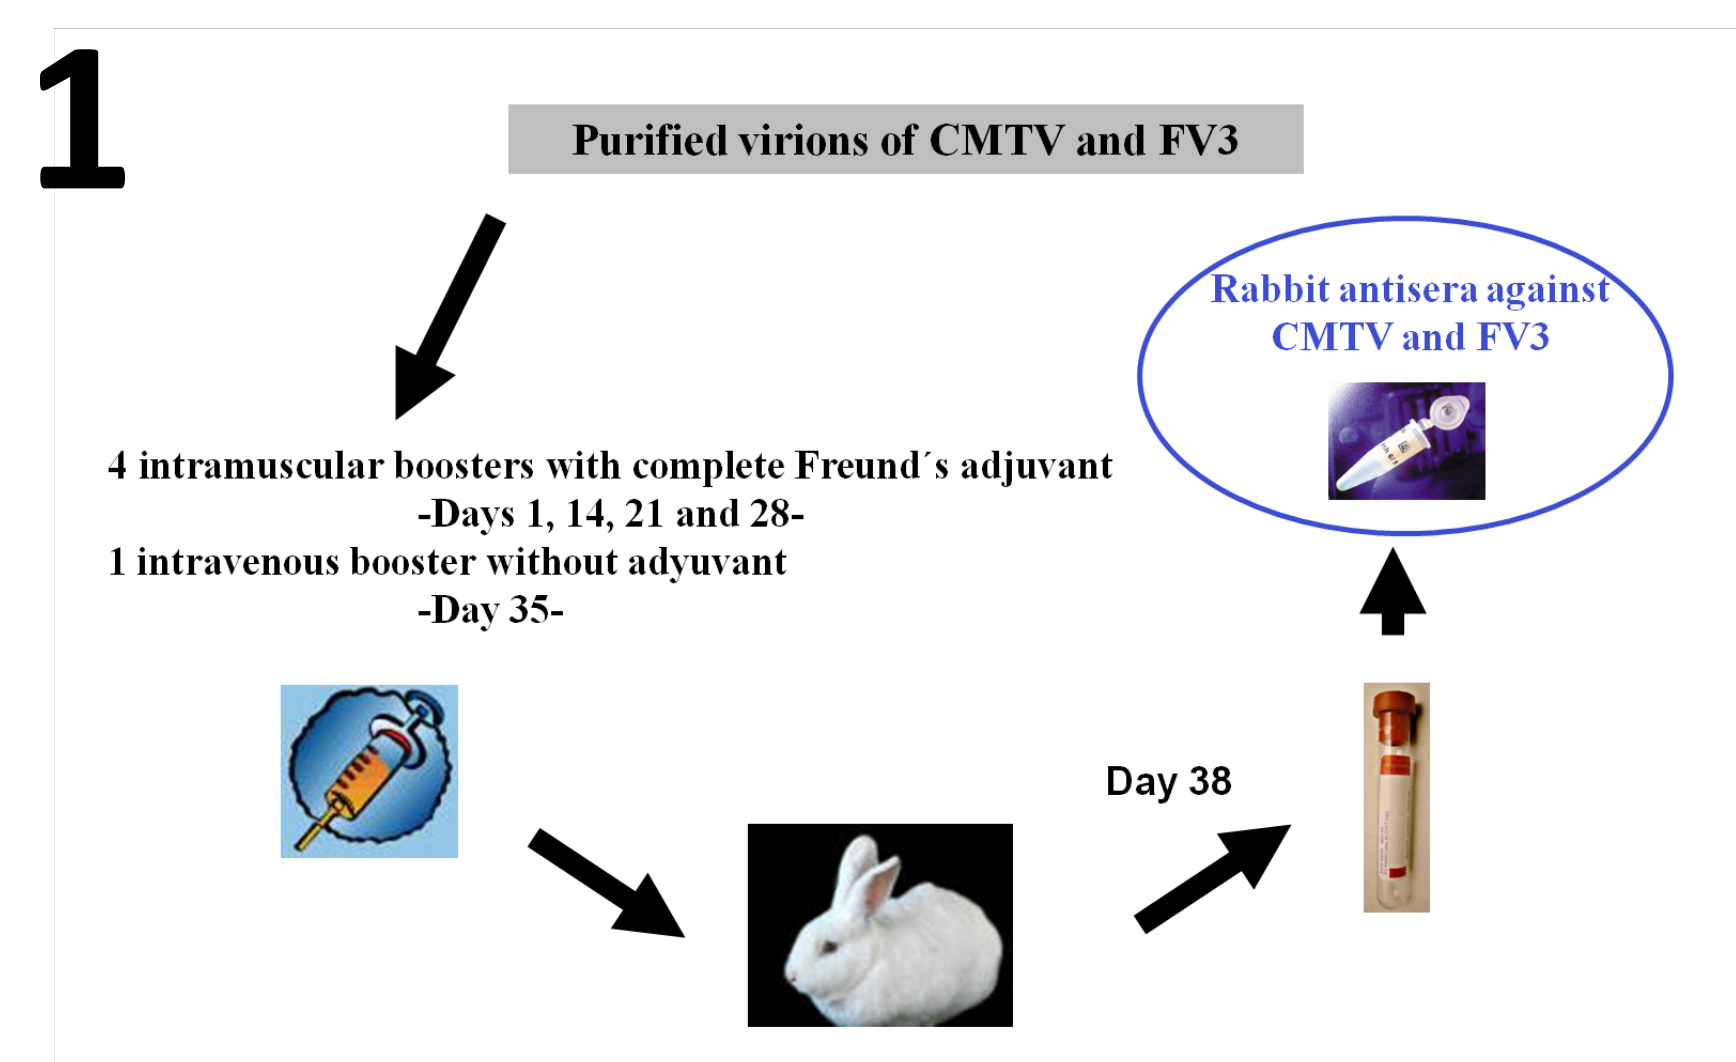 1
Purified virions of CMTV and FV3
Rabbit antisera against
CMTV and FV3
4 intramuscular boosters with complete Freund´s adjuvant
-Days 1, 14, 21 and 28-
1 intravenous booster without adyuvant
-Day 35-
Day 38